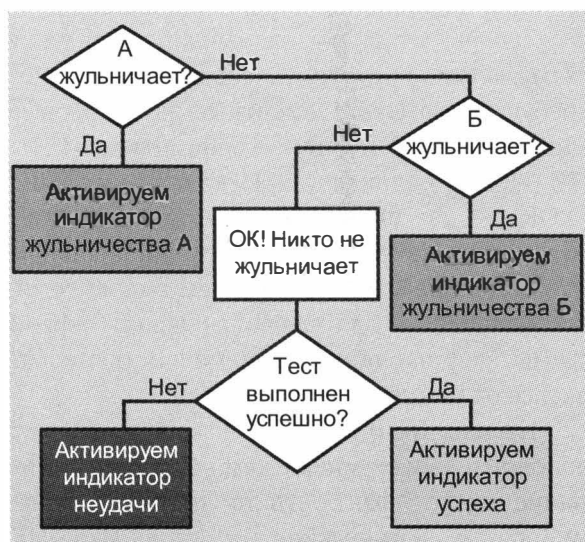 А
жульничает?
Нет
Да
Активируем
индикатор
жульничества А
Б
жульничает?
Нет
Да
ОК! Никто не
жульничает
Активируем
индикатор
жульничества Б
Тест
выполнен
успешно?
Нет
Да
Активируем
индикатор
неудачи
Активируем
индикатор
успеха